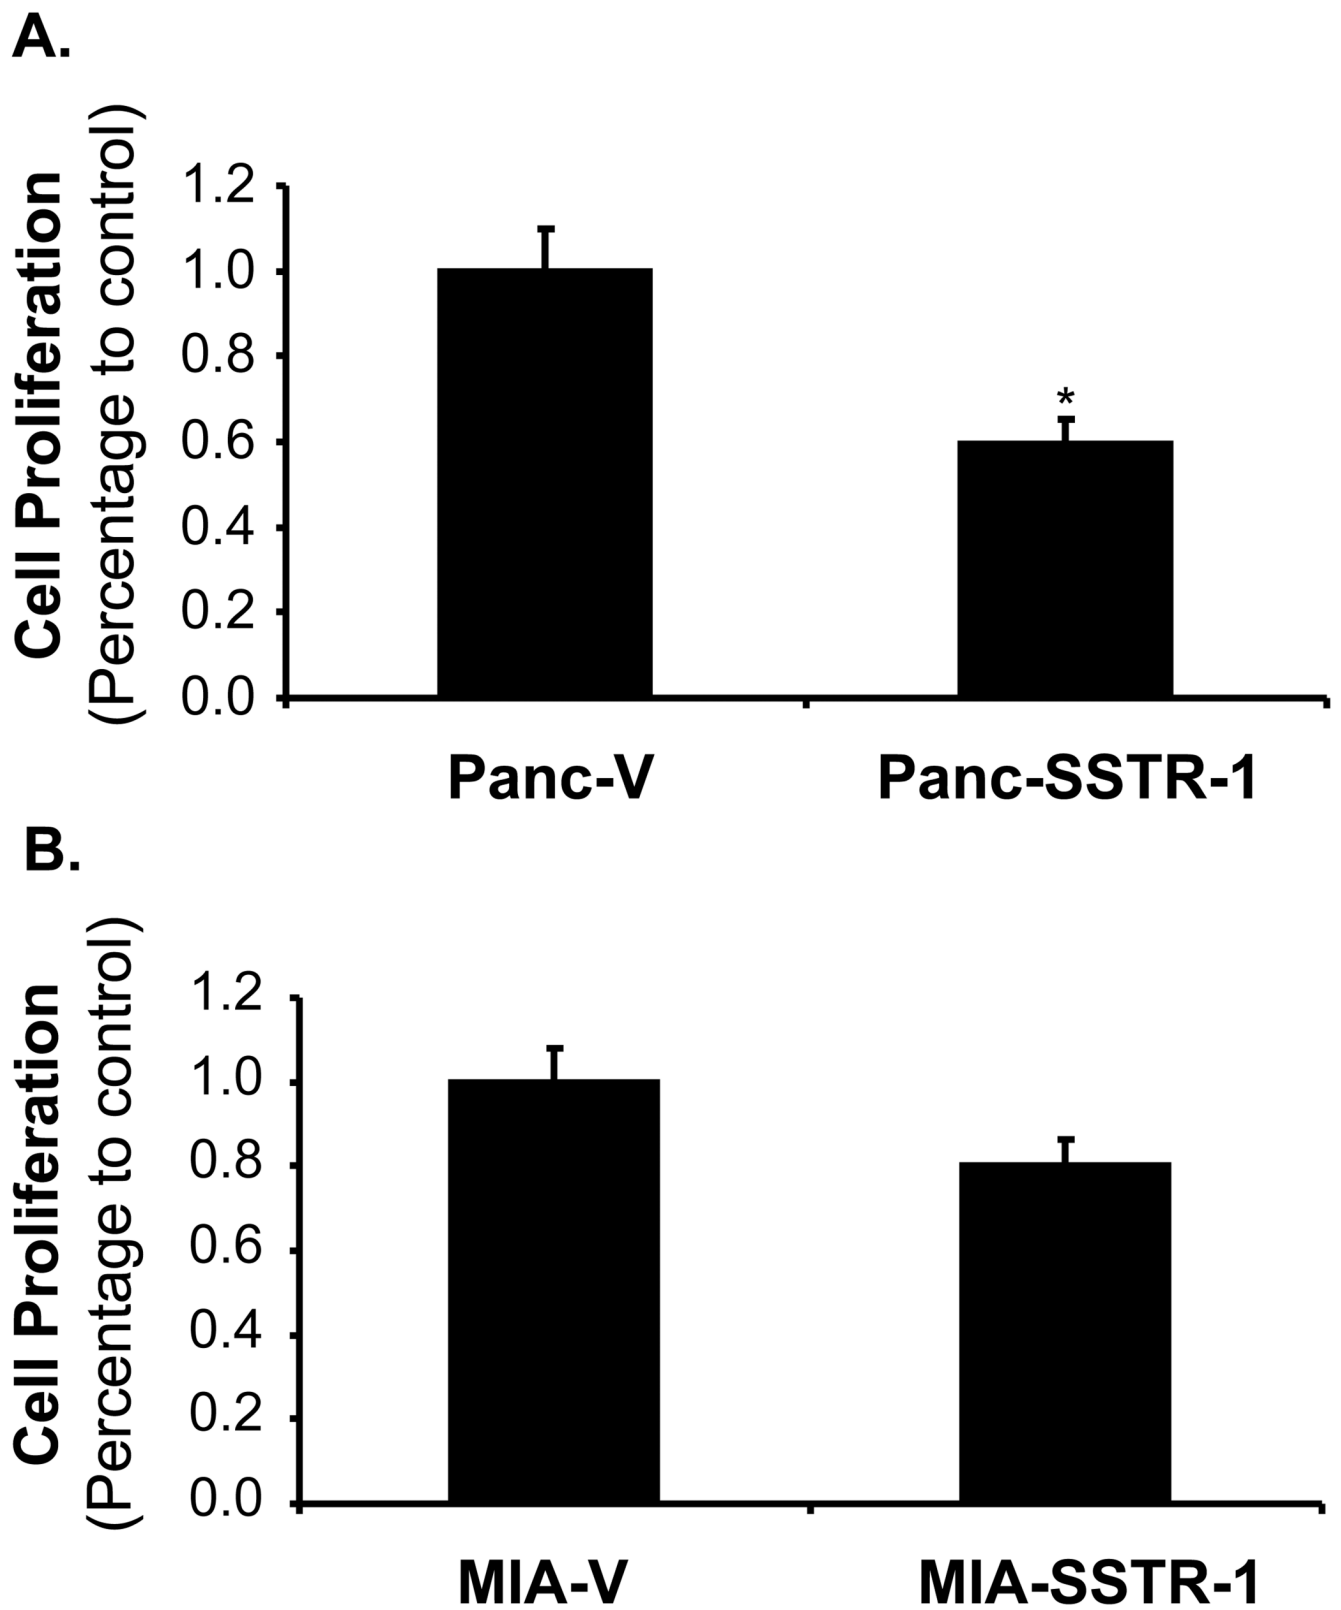 A.
Cell Proliferation
(Percentage to control)
1.2
1.0
0.8
0.6
0.4
0.2
0.0
*
Panc-V
Panc-SSTR-1
B.
Cell Proliferation
(Percentage to control)
1.2
1.0
0.8
0.6
0.4
0.2
0.0
MIA-V
MIA-SSTR-1